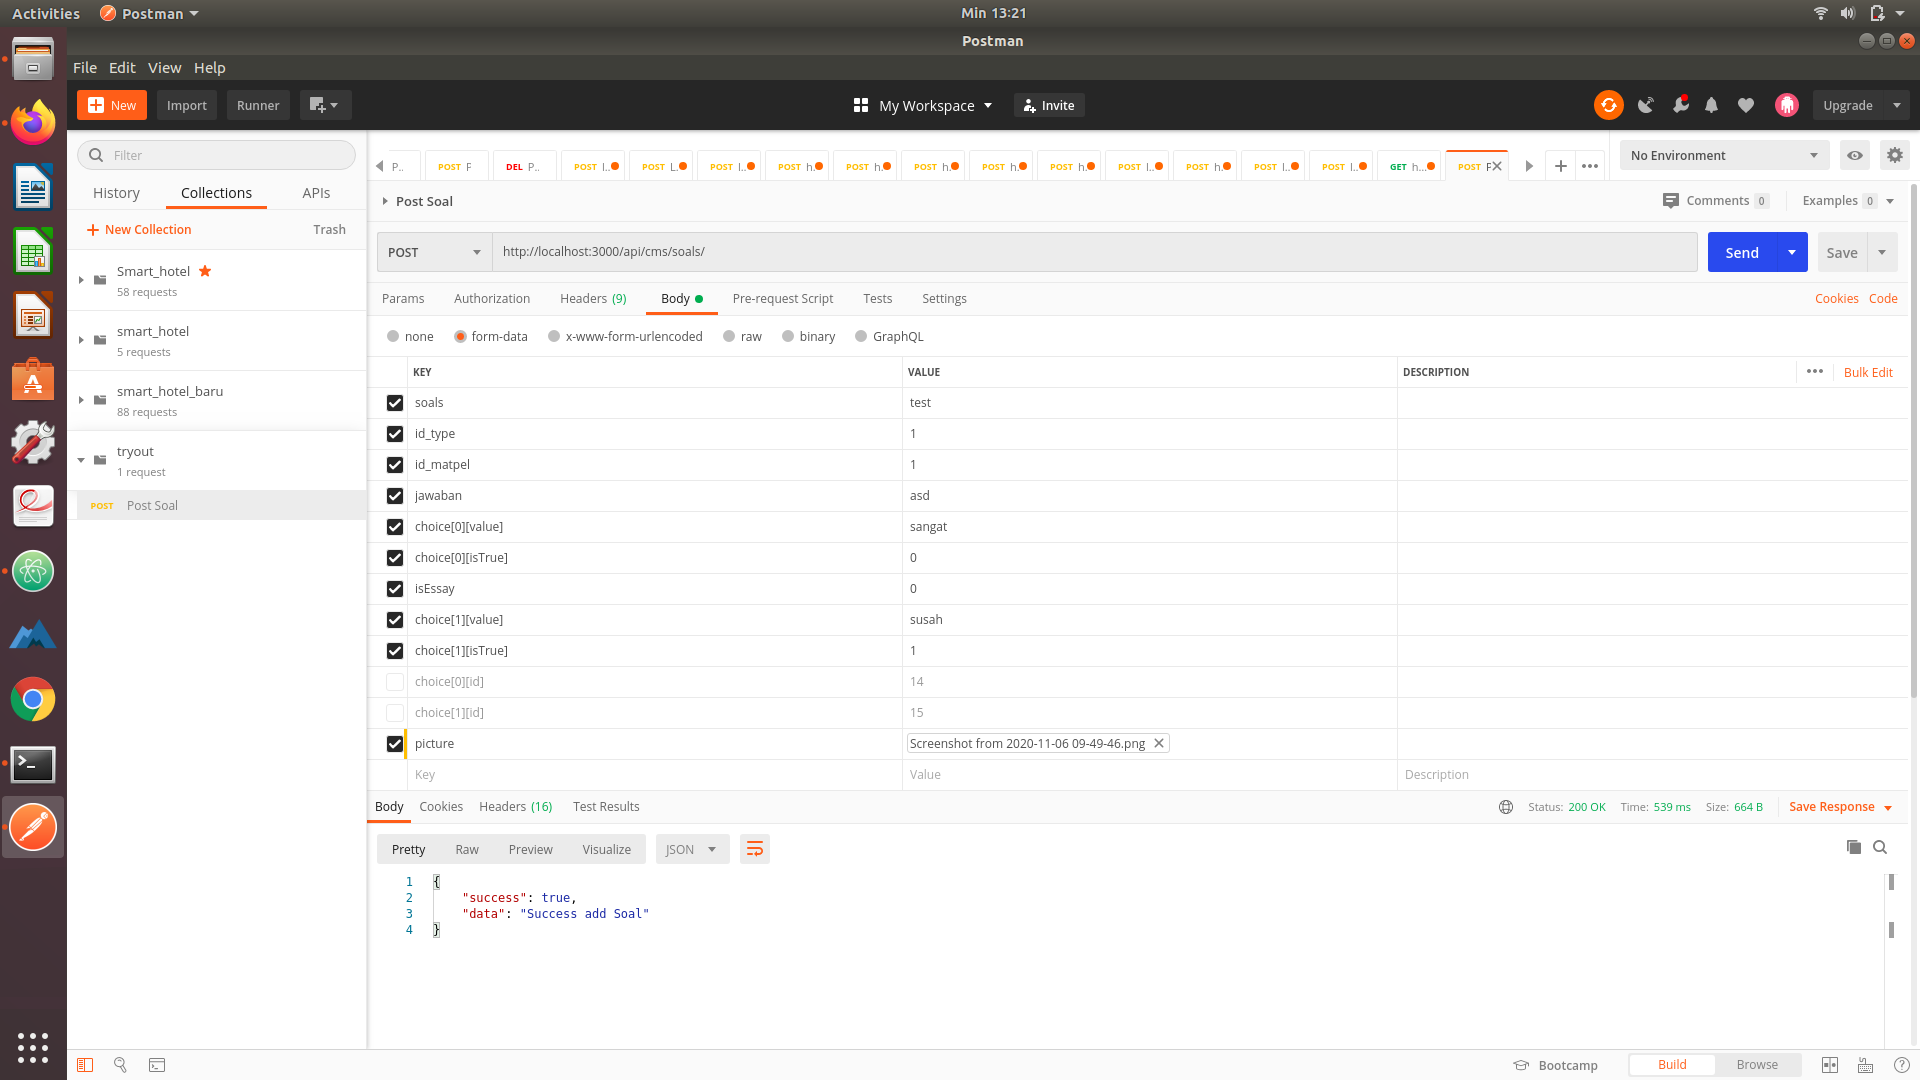 Activities Postman Min 13:21
Postman
File Edit View Help
New Import Runner My Workspace Invite Upgrade
Filter
History Collections APIs
New Collection Trash
Smart_hotel
58 requests
smart_hotel
5 requests
smart_hotel_baru
88 requests
tryout
1 request
POST Post Soal
P.. POST F DEL P.. POST l.. POST L.. POST l.. POST h. POST h. POST h. POST h. POST h. POST l.. POST h. POST l.. POST l.. GET h... POST F No Environment
Post Soal Comments 0 Examples 0
POST http://localhost:3000/api/cms/soals/ Send Save
Params Authorization Headers (9) Body Pre-request Script Tests Settings Cookies Code
none form-data x-www-form-urlencoded raw binary GraphQL
KEY VALUE DESCRIPTION Bulk Edit
soals test
id_type 1
id_matpel 1
jawaban asd
choice[0][value] sangat
choice[0][isTrue] 0
isEssay 0
choice[1][value] susah
choice[1][isTrue] 1
choice[0][id] 14
choice[1][id] 15
picture Screenshot from 2020-11-06 09-49-46.png
Key Value Description
Body Cookies Headers (16) Test Results Status: 200 OK Time: 539 ms Size: 664 B Save Response
Pretty Raw Preview Visualize JSON
1 {
2 "success": true,
3 "data": "Success add Soal"
4 }
Bootcamp Build Browse